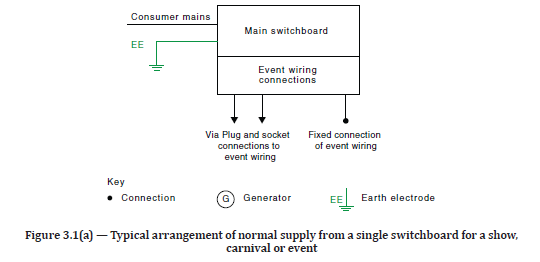 Consumer mains
Main switchboard
EE
Event wiring
connections
Via Plug and socket
connections to
event wiring
Fixed connection
of event wiring
Key
Connection
G
Generator
EE
Earth electrode
Figure 3.1(a) — Typical arrangement of normal supply from a single switchboard for a show,
carnival or event